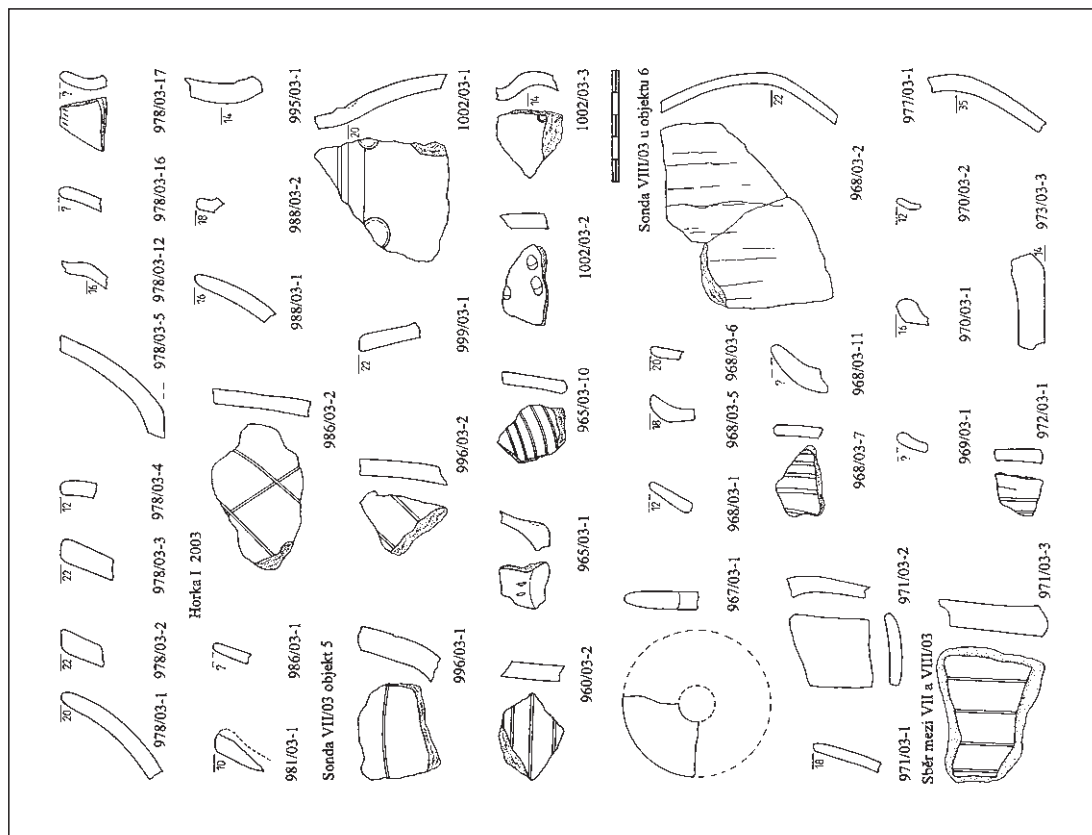 20 22 22 12 16 ? ?
978/03-1 978/03-2 978/03-3 978/03-4 978/03-5 978/03-12 978/03-16 978/03-17
Horka I 2003
10 ? 16 18 14
981/03-1 986/03-1 986/03-2 988/03-1 988/03-2 995/03-1
Sonda VII/03 objekt 5
22 20
996/03-1 996/03-2 999/03-1 1002/03-1
14
960/03-2 965/03-1 965/03-10 1002/03-2 1002/03-3
Sonda VIII/03 u objektu 6
12 18 20 22
967/03-1 968/03-1 968/03-5 968/03-6
?
968/03-7 968/03-11 968/03-2
18 ? 16 12 35
971/03-1 971/03-2 969/03-1 970/03-1 970/03-2 977/03-1
Sběr mezi VII a VIII/03
14
971/03-3 972/03-1 973/03-3